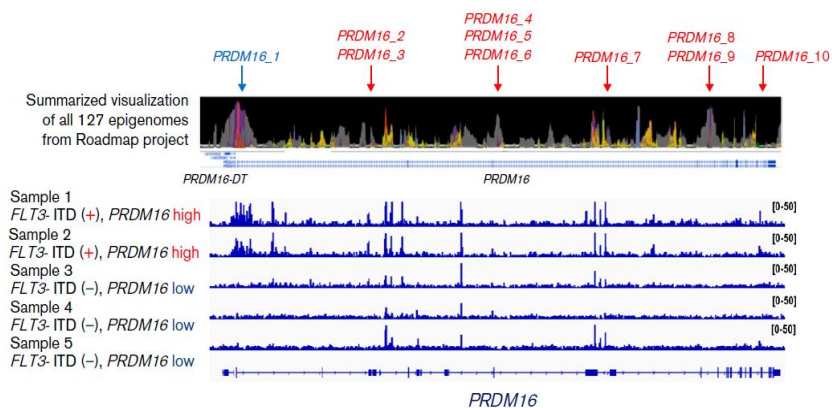 PRDM16_4
PRDM16_1
PRDM16_2
PRDM16_5
PRDM16_8
PRDM16_3
PRDM16_6
PRDM16_7
PRDM16_9
PRDM16_10
Summarized visualization
of all 127 epigenomes
from Roadmap project
PRDM16-DT
PRDM16
Sample 1
FLT3- ITD (+), PRDM16 high
[0-50]
Sample 2
FLT3- ITD (+), PRDM16 high
[0-50]
Sample 3
FLT3- ITD (−), PRDM16 low
[0-50]
Sample 4
FLT3- ITD (−), PRDM16 low
[0-50]
Sample 5
FLT3- ITD (−), PRDM16 low
[0-50]
PRDM16